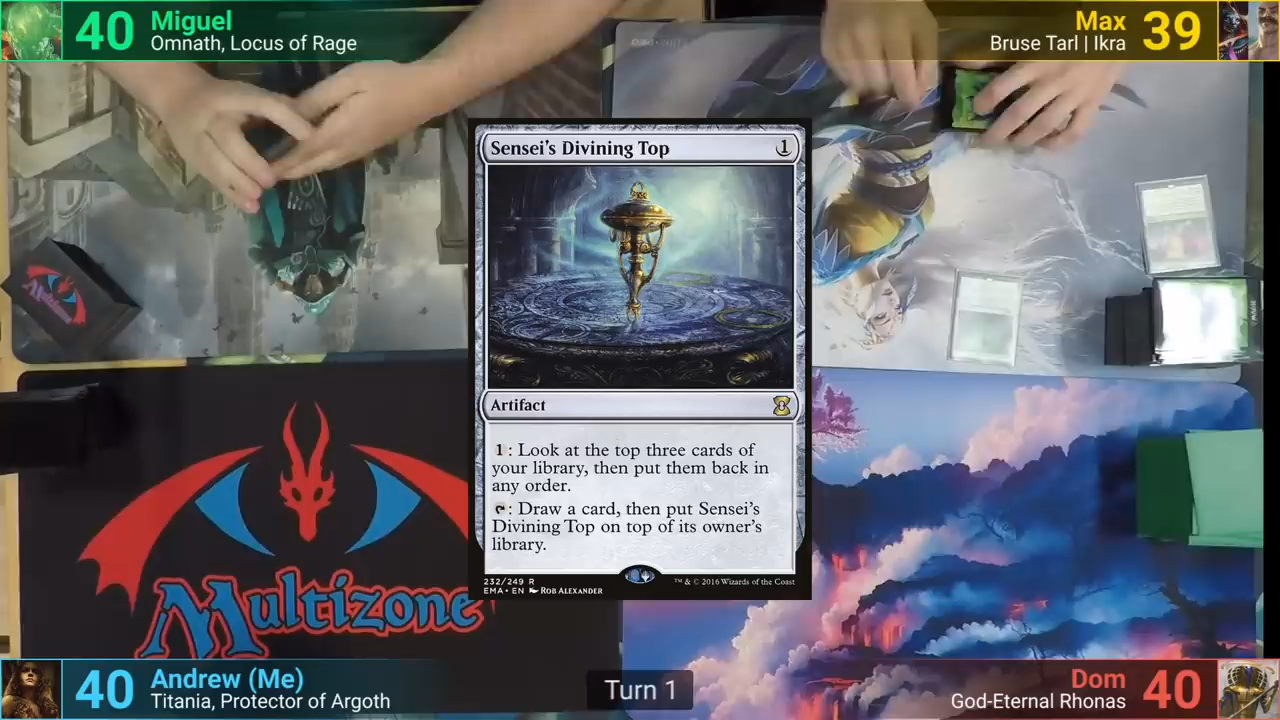 40 Miguel
Omnath, Locus of Rage
Max 39
Bruse Tarl | Ikra
Sensei's Divining Top 1
Artifact
1: Look at the top three cards of
your library, then put them back in
any order.
: Draw a card, then put Sensei's
Divining Top on top of its owner's
library.
232/249 R
EMA • EN Rob Alexander
™ & © 2016 Wizards of the Coast
Multizone
Multizone
40 Andrew (Me)
Titania, Protector of Argoth
Turn 1
Dom 40
God-Eternal Rhonas